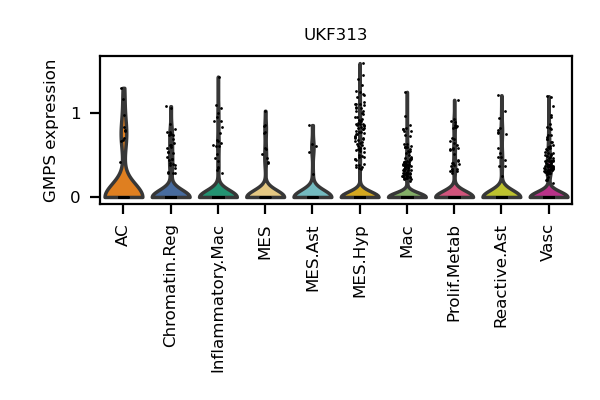 UKF313
GMPS expression
1
0
AC
Chromatin.Reg
Inflammatory.Mac
MES
MES.Ast
MES.Hyp
Mac
Prolif.Metab
Reactive.Ast
Vasc